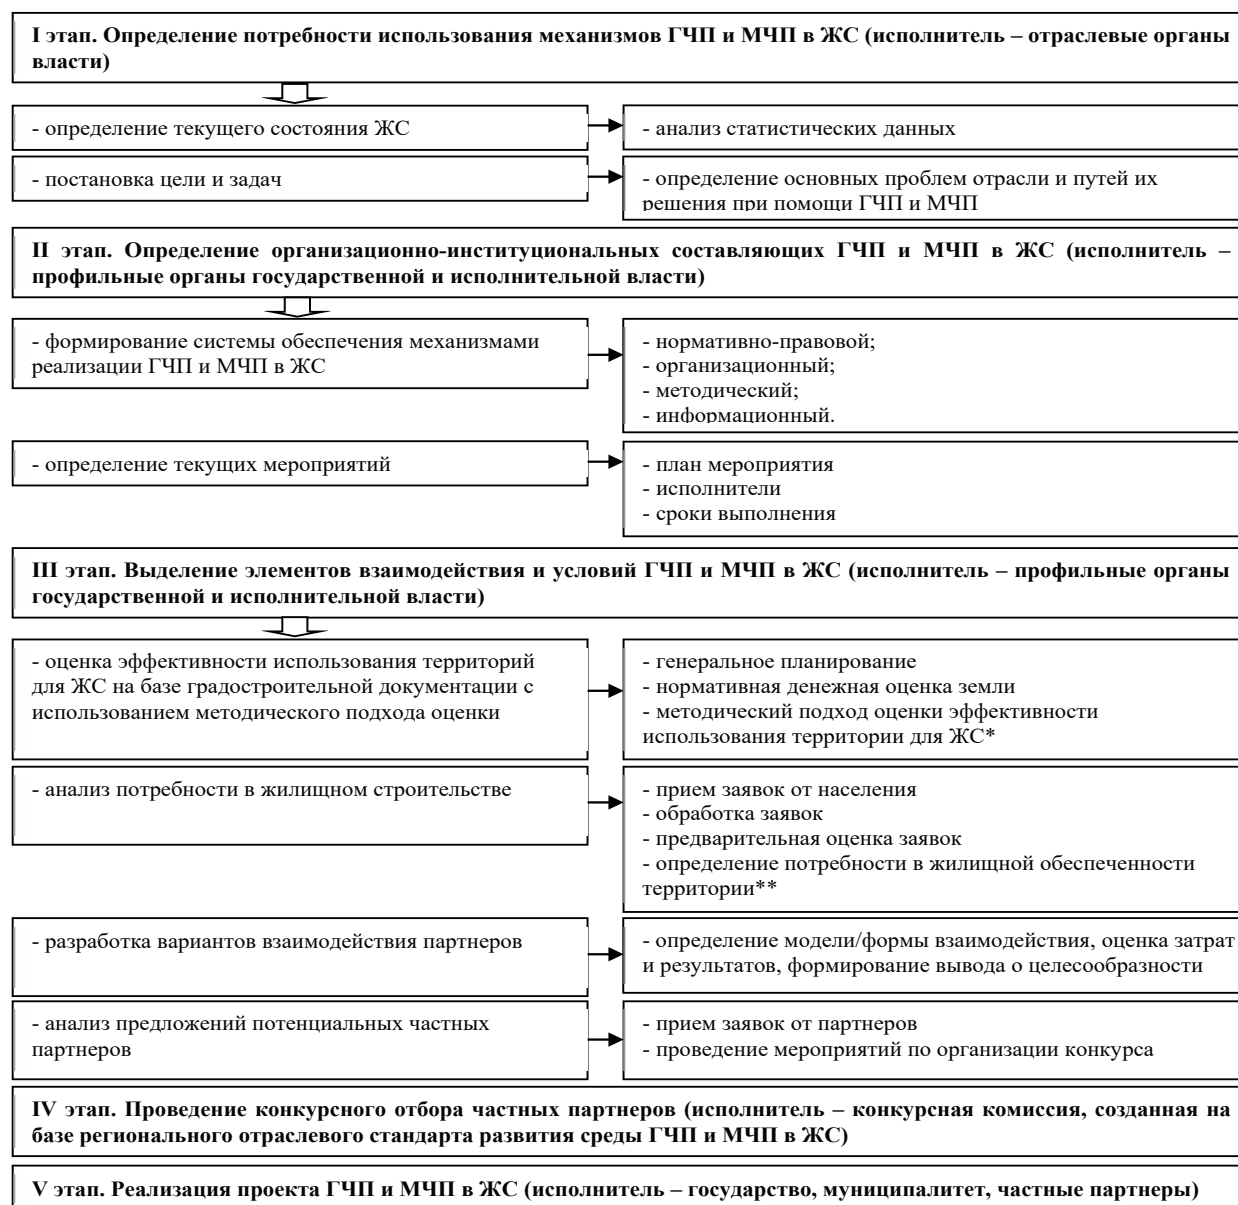 I этап. Определение потребности использования механизмов ГЧП и МЧП в ЖС (исполнитель – отраслевые органы
власти)
- определение текущего состояния ЖС
- анализ статистических данных
- постановка цели и задач
- определение основных проблем отрасли и путей их
решения при помощи ГЧП и МЧП
II этап. Определение организационно-институциональных составляющих ГЧП и МЧП в ЖС (исполнитель –
профильные органы государственной и исполнительной власти)
- формирование системы обеспечения механизмами
реализации ГЧП и МЧП в ЖС
- нормативно-правовой;
- организационный;
- методический;
- информационный.
- определение текущих мероприятий
- план мероприятия
- исполнители
- сроки выполнения
III этап. Выделение элементов взаимодействия и условий ГЧП и МЧП в ЖС (исполнитель – профильные органы
государственной и исполнительной власти)
- оценка эффективности использования территорий
для ЖС на базе градостроительной документации с
использованием методического подхода оценки
- генеральное планирование
- нормативная денежная оценка земли
- методический подход оценки эффективности
использования территории для ЖС*
- анализ потребности в жилищном строительстве
- прием заявок от населения
- обработка заявок
- предварительная оценка заявок
- определение потребности в жилищной обеспеченности
территории**
- разработка вариантов взаимодействия партнеров
- определение модели/формы взаимодействия, оценка затрат
и результатов, формирование вывода о целесообразности
- анализ предложений потенциальных частных
партнеров
- прием заявок от партнеров
- проведение мероприятий по организации конкурса
IV этап. Проведение конкурсного отбора частных партнеров (исполнитель – конкурсная комиссия, созданная на
базе регионального отраслевого стандарта развития среды ГЧП и МЧП в ЖС)
V этап. Реализация проекта ГЧП и МЧП в ЖС (исполнитель – государство, муниципалитет, частные партнеры)